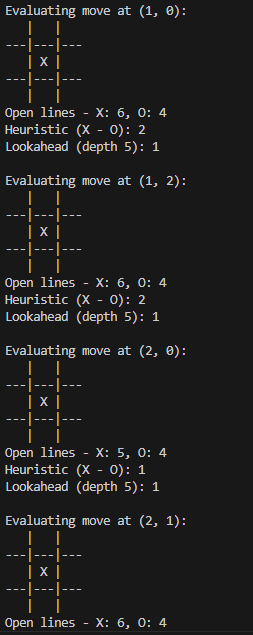 Evaluating move at (1, 0):
   |   |
---|---|---
   | X |
---|---|---
   |   |
Open lines - X: 6, O: 4
Heuristic (X - O): 2
Lookahead (depth 5): 1
Evaluating move at (1, 2):
   |   |
---|---|---
   | X |
---|---|---
   |   |
Open lines - X: 6, O: 4
Heuristic (X - O): 2
Lookahead (depth 5): 1
Evaluating move at (2, 0):
   |   |
---|---|---
   | X |
---|---|---
   |   |
Open lines - X: 5, O: 4
Heuristic (X - O): 1
Lookahead (depth 5): 1
Evaluating move at (2, 1):
   |   |
---|---|---
   | X |
---|---|---
   |   |
Open lines - X: 6, O: 4